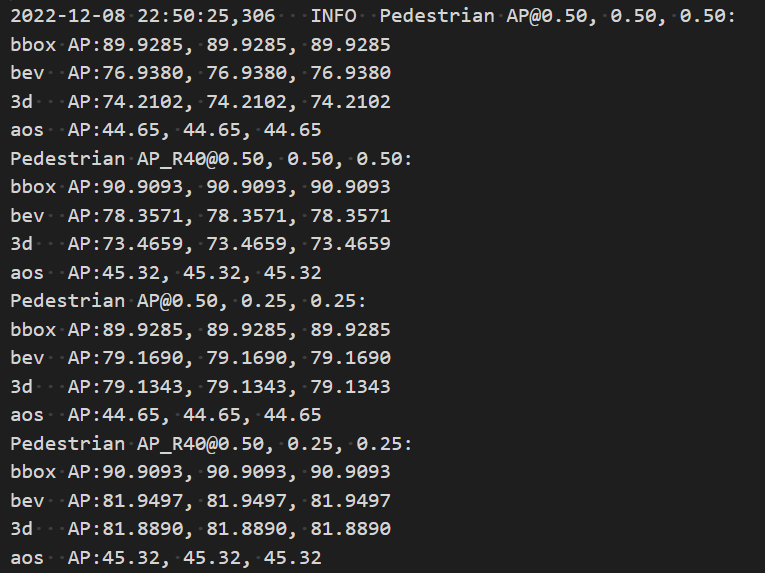 2022-12-08 22:50:25,306   INFO  Pedestrian AP@0.50, 0.50, 0.50:
bbox AP:89.9285, 89.9285, 89.9285
bev  AP:76.9380, 76.9380, 76.9380
3d   AP:74.2102, 74.2102, 74.2102
aos  AP:44.65, 44.65, 44.65
Pedestrian AP_R40@0.50, 0.50, 0.50:
bbox AP:90.9093, 90.9093, 90.9093
bev  AP:78.3571, 78.3571, 78.3571
3d   AP:73.4659, 73.4659, 73.4659
aos  AP:45.32, 45.32, 45.32
Pedestrian AP@0.50, 0.25, 0.25:
bbox AP:89.9285, 89.9285, 89.9285
bev  AP:79.1690, 79.1690, 79.1690
3d   AP:79.1343, 79.1343, 79.1343
aos  AP:44.65, 44.65, 44.65
Pedestrian AP_R40@0.50, 0.25, 0.25:
bbox AP:90.9093, 90.9093, 90.9093
bev  AP:81.9497, 81.9497, 81.9497
3d   AP:81.8890, 81.8890, 81.8890
aos  AP:45.32, 45.32, 45.32